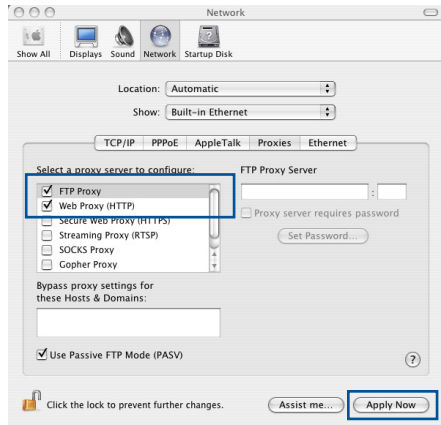 Network
Show All Displays Sound Network Startup Disk
Location: Automatic
Show: Built-in Ethernet
TCP/IP PPPoE AppleTalk Proxies Ethernet
Select a proxy server to configure: FTP Proxy Server
FTP Proxy
Web Proxy (HTTP) :
Secure Web Proxy (HTTPS) Proxy server requires password
Streaming Proxy (RTSP) Set Password...
SOCKS Proxy
Gopher Proxy
Bypass proxy settings for
these Hosts & Domains:
Use Passive FTP Mode (PASV) ?
Click the lock to prevent further changes. Assist me... Apply Now